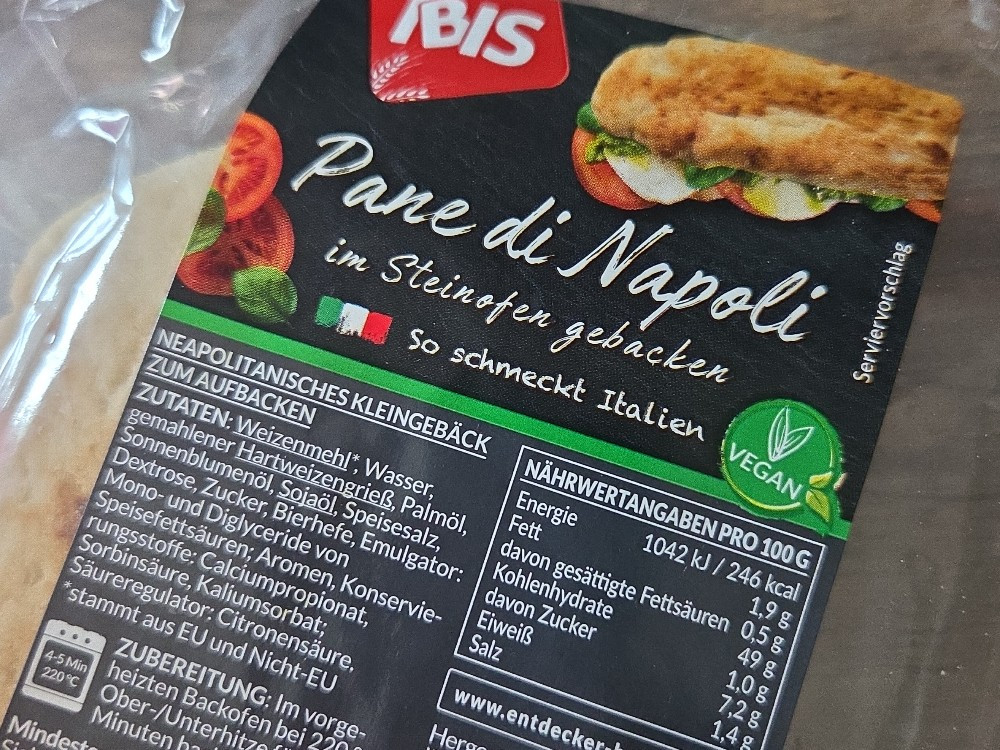 IBIS
Pane di Napoli
im Steinofen gebacken
So schmeckt Italien
Serviervorschlag
VEGAN
NEAPOLITANISCHES KLEINGEBÄCK
ZUM AUFBACKEN
ZUTATEN: Weizenmehl*, Wasser,
gemahlener Hartweizengrieß, Palmöl,
Sonnenblumenöl, Sojaöl, Speisesalz,
Dextrose, Zucker, Bierhefe, Emulgator:
Mono- und Diglyceride von
Speisefettsäuren; Aromen, Konservie-
rungsstoffe: Calciumpropionat,
Sorbinsäure, Kaliumsorbat;
Säureregulator: Citronensäure,
*stammt aus EU und Nicht-EU
4-5 Min
220°C
ZUBEREITUNG: Im vorge-
heizten Backofen bei 220
Ober-/Unterhitze
Minuten
NÄHRWERTANGABEN PRO 100 G
Energie 1042 kJ / 246 kcal
Fett 1,9 g
davon gesättigte Fettsäuren 0,5 g
Kohlenhydrate 49 g
davon Zucker 1,0 g
Eiweiß 7,2 g
Salz 1,4 g